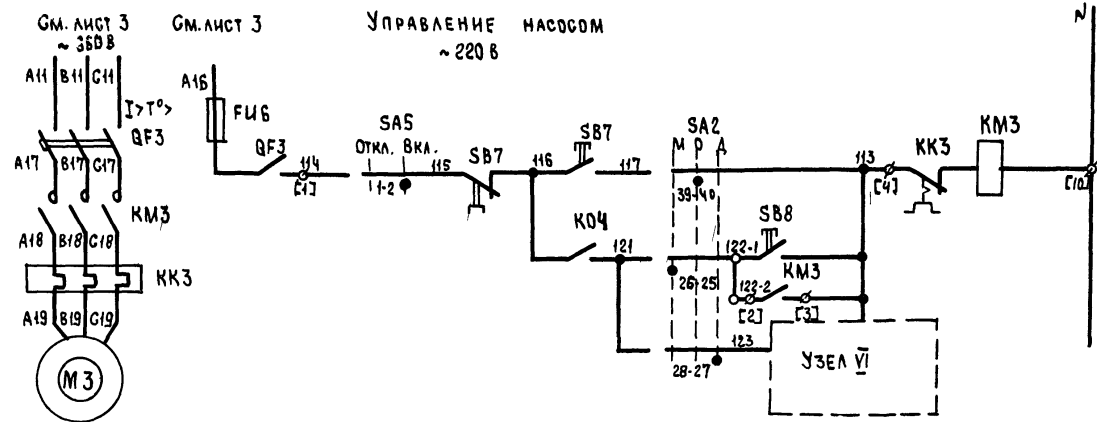 См. лист 3
~ 380 В
См. лист 3
Управление насосом
~ 220 В
N
A11 B11 C11
A16
I> T°>
QF3
FU6
A17 B17 C17
QF3
114
[1]
SA5
Откл. Вкл.
1-2
115
SB7
116
SB7
117
SA2
М О Д
39-40
113
[4]
KK3
KM3
[10]
KM3
A18 B18 C18
KK3
K04
121
26-25
122-1
SB8
122-2
KM3
[2]
[3]
A19 B19 C19
M3
123
28-27
Узел VI